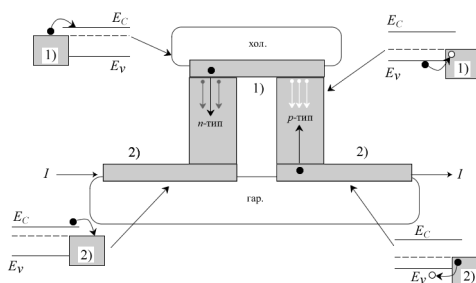 E_C
1)
E_V
хол.
E_C
1)
E_V
1)
n-тип
p-тип
2)
2)
I
I
гар.
E_C
2)
E_V
E_C
E_V
2)